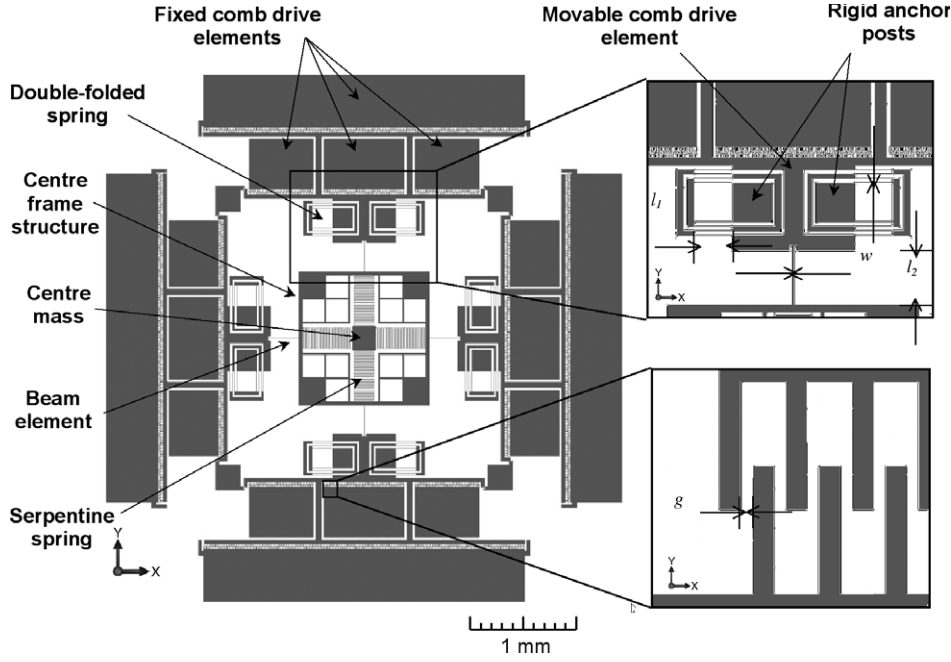 Fixed comb drive
elements
Movable comb drive
element
Rigid anchor
posts
Double-folded
spring
Centre
frame
structure
Centre
mass
Beam
element
Serpentine
spring
Y
X
l1
w
l2
Y
X
g
Y
X
1 mm